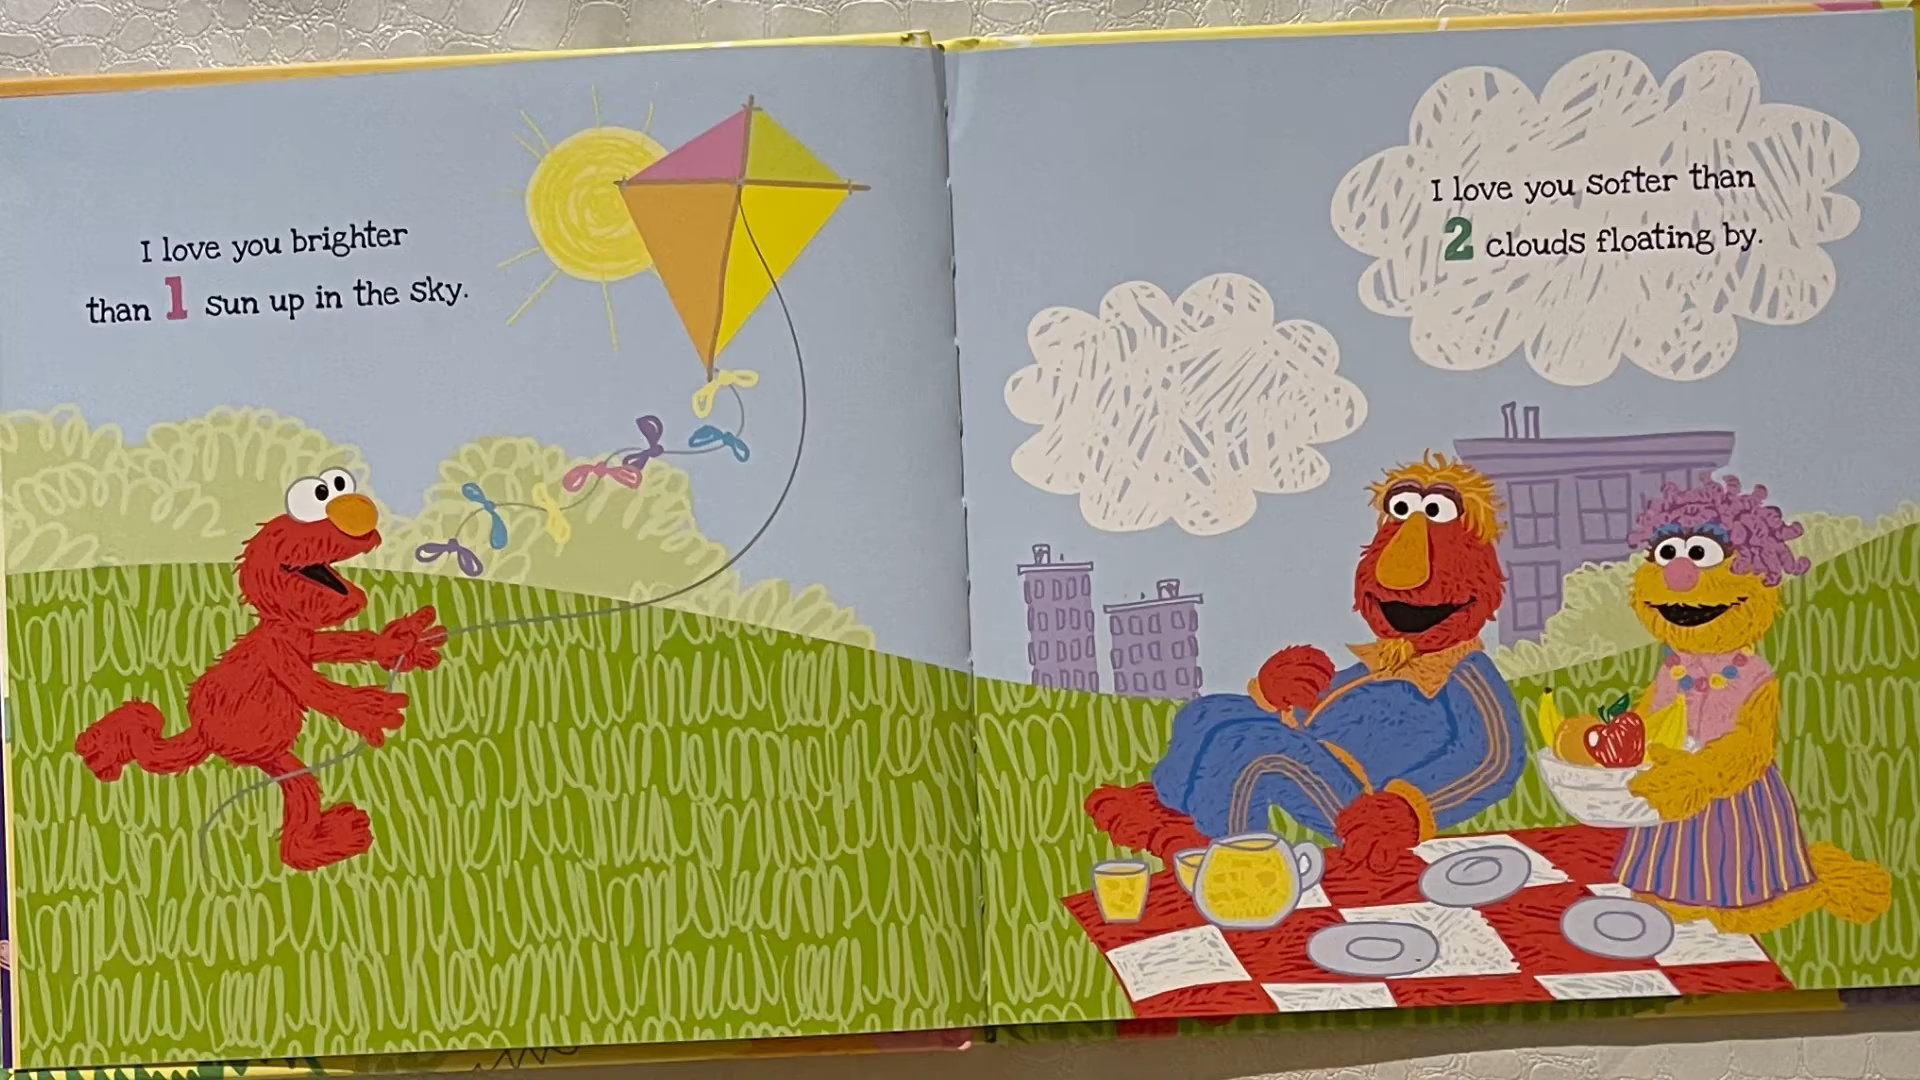 I love you brighter
than 1 sun up in the sky.
I love you softer than
2 clouds floating by.